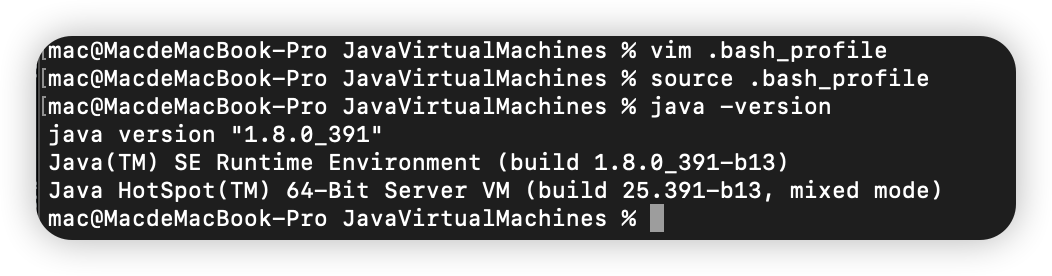 [mac@MacdeMacBook-Pro JavaVirtualMachines % vim .bash_profile
[mac@MacdeMacBook-Pro JavaVirtualMachines % source .bash_profile
[mac@MacdeMacBook-Pro JavaVirtualMachines % java -version
java version "1.8.0_391"
Java(TM) SE Runtime Environment (build 1.8.0_391-b13)
Java HotSpot(TM) 64-Bit Server VM (build 25.391-b13, mixed mode)
mac@MacdeMacBook-Pro JavaVirtualMachines %